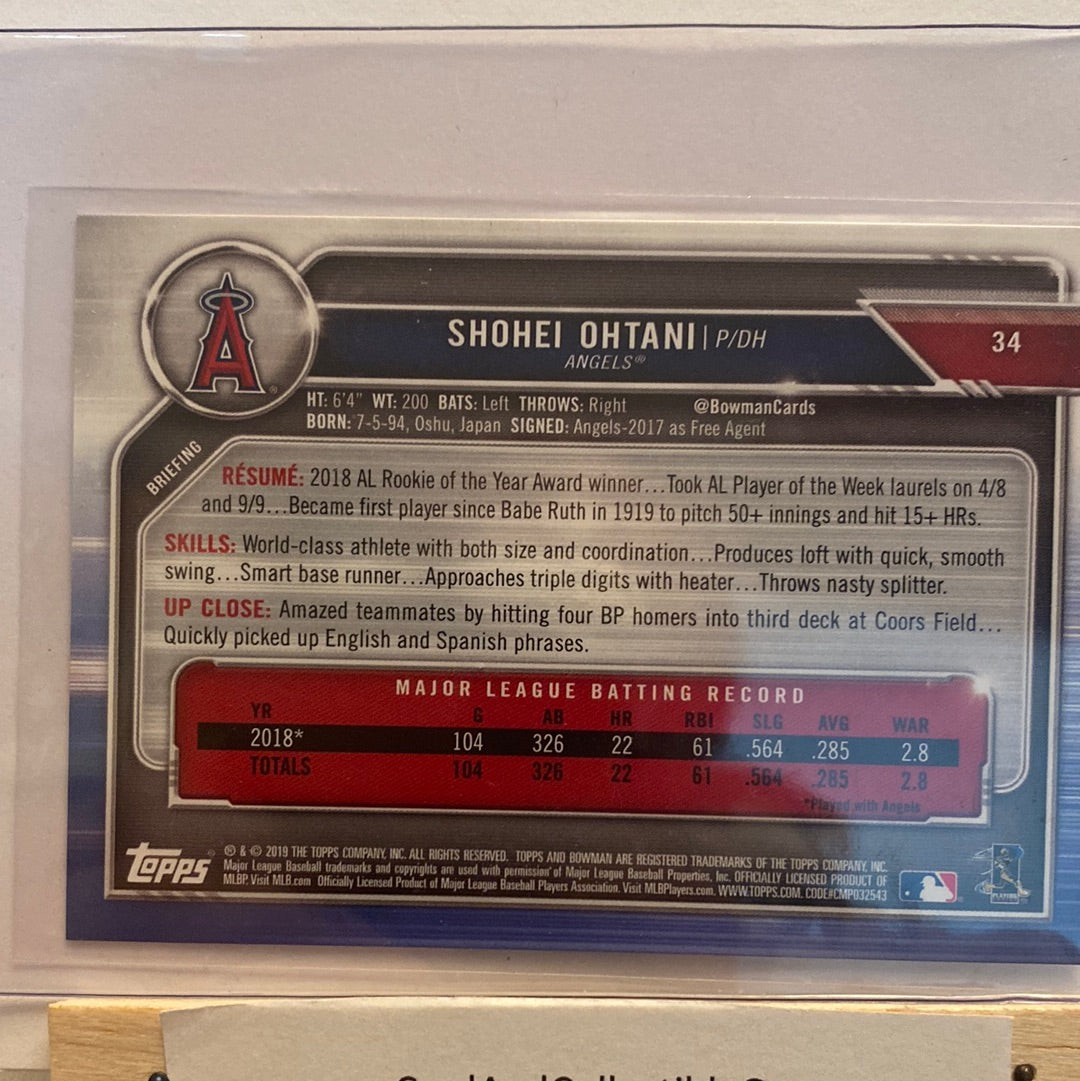 A
SHOHEI OHTANI | P/DH
ANGELS®
34
HT: 6'4" WT: 200 BATS: Left THROWS: Right @BowmanCards
BORN: 7-5-94, Oshu, Japan SIGNED: Angels-2017 as Free Agent
BRIEFING
RÉSUMÉ: 2018 AL Rookie of the Year Award winner...Took AL Player of the Week laurels on 4/8
and 9/9...Became first player since Babe Ruth in 1919 to pitch 50+ innings and hit 15+ HRs.
SKILLS: World-class athlete with both size and coordination...Produces loft with quick, smooth
swing...Smart base runner...Approaches triple digits with heater...Throws nasty splitter.
UP CLOSE: Amazed teammates by hitting four BP homers into third deck at Coors Field...
Quickly picked up English and Spanish phrases.
MAJOR LEAGUE BATTING RECORD
YR G AB HR RBI SLG AVG WAR
2018* 104 326 22 61 .564 .285 2.8
TOTALS 104 326 22 61 .564 .285 2.8
*Played with Angels
topps
® & © 2019 THE TOPPS COMPANY, INC. ALL RIGHTS RESERVED. TOPPS AND BOWMAN ARE REGISTERED TRADEMARKS OF THE TOPPS COMPANY, INC.
Major League Baseball trademarks and copyrights are used with permission of Major League Baseball Properties, Inc. OFFICIALLY LICENSED PRODUCT OF
MLBP. Visit MLB.com Officially Licensed Product of Major League Baseball Players Association. Visit MLBPlayers.com. WWW.TOPPS.COM. CODE#CMP032543